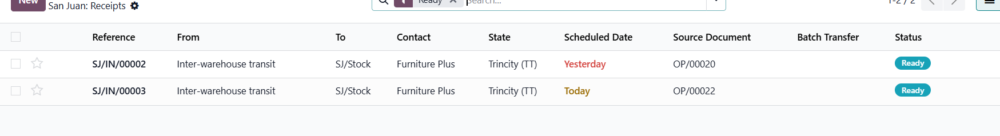 New San Juan: Receipts Ready Search... 1-2 / 2
Reference From To Contact State Scheduled Date Source Document Batch Transfer Status
SJ/IN/00002 Inter-warehouse transit SJ/Stock Furniture Plus Trincity (TT) Yesterday OP/00020 Ready
SJ/IN/00003 Inter-warehouse transit SJ/Stock Furniture Plus Trincity (TT) Today OP/00022 Ready